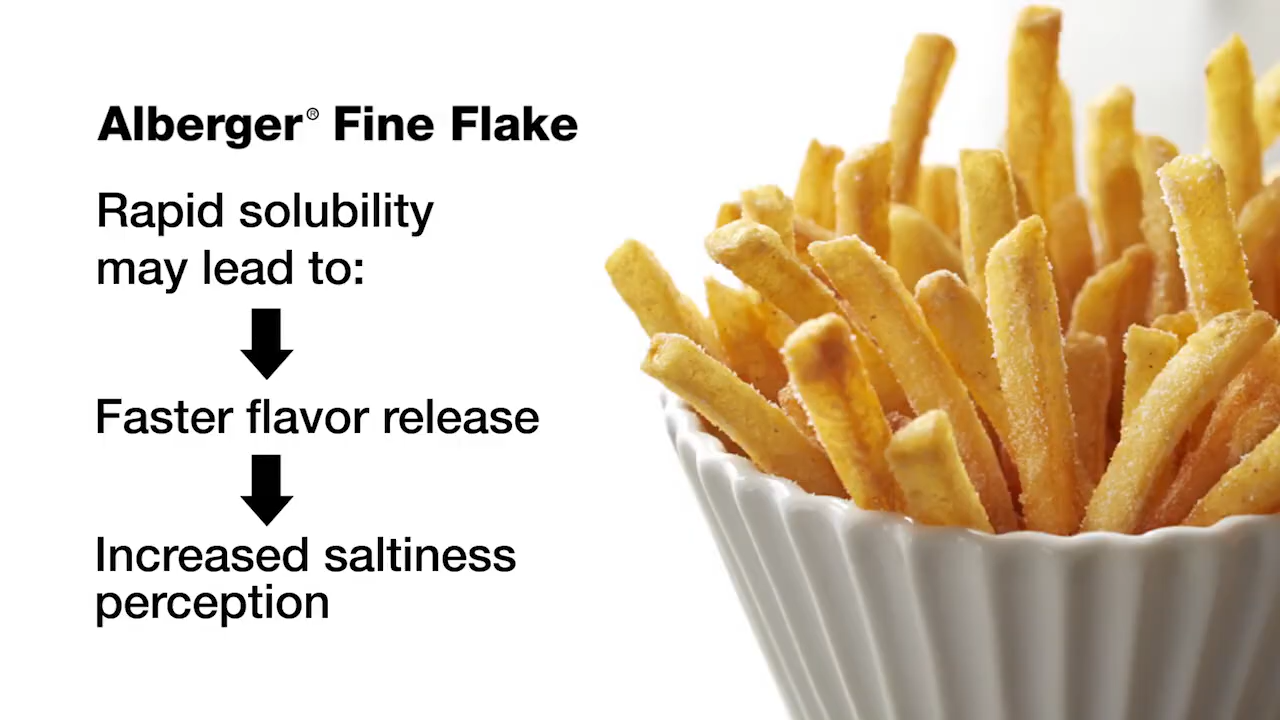 Alberger® Fine Flake
Rapid solubility
may lead to:
Faster flavor release
Increased saltiness
perception